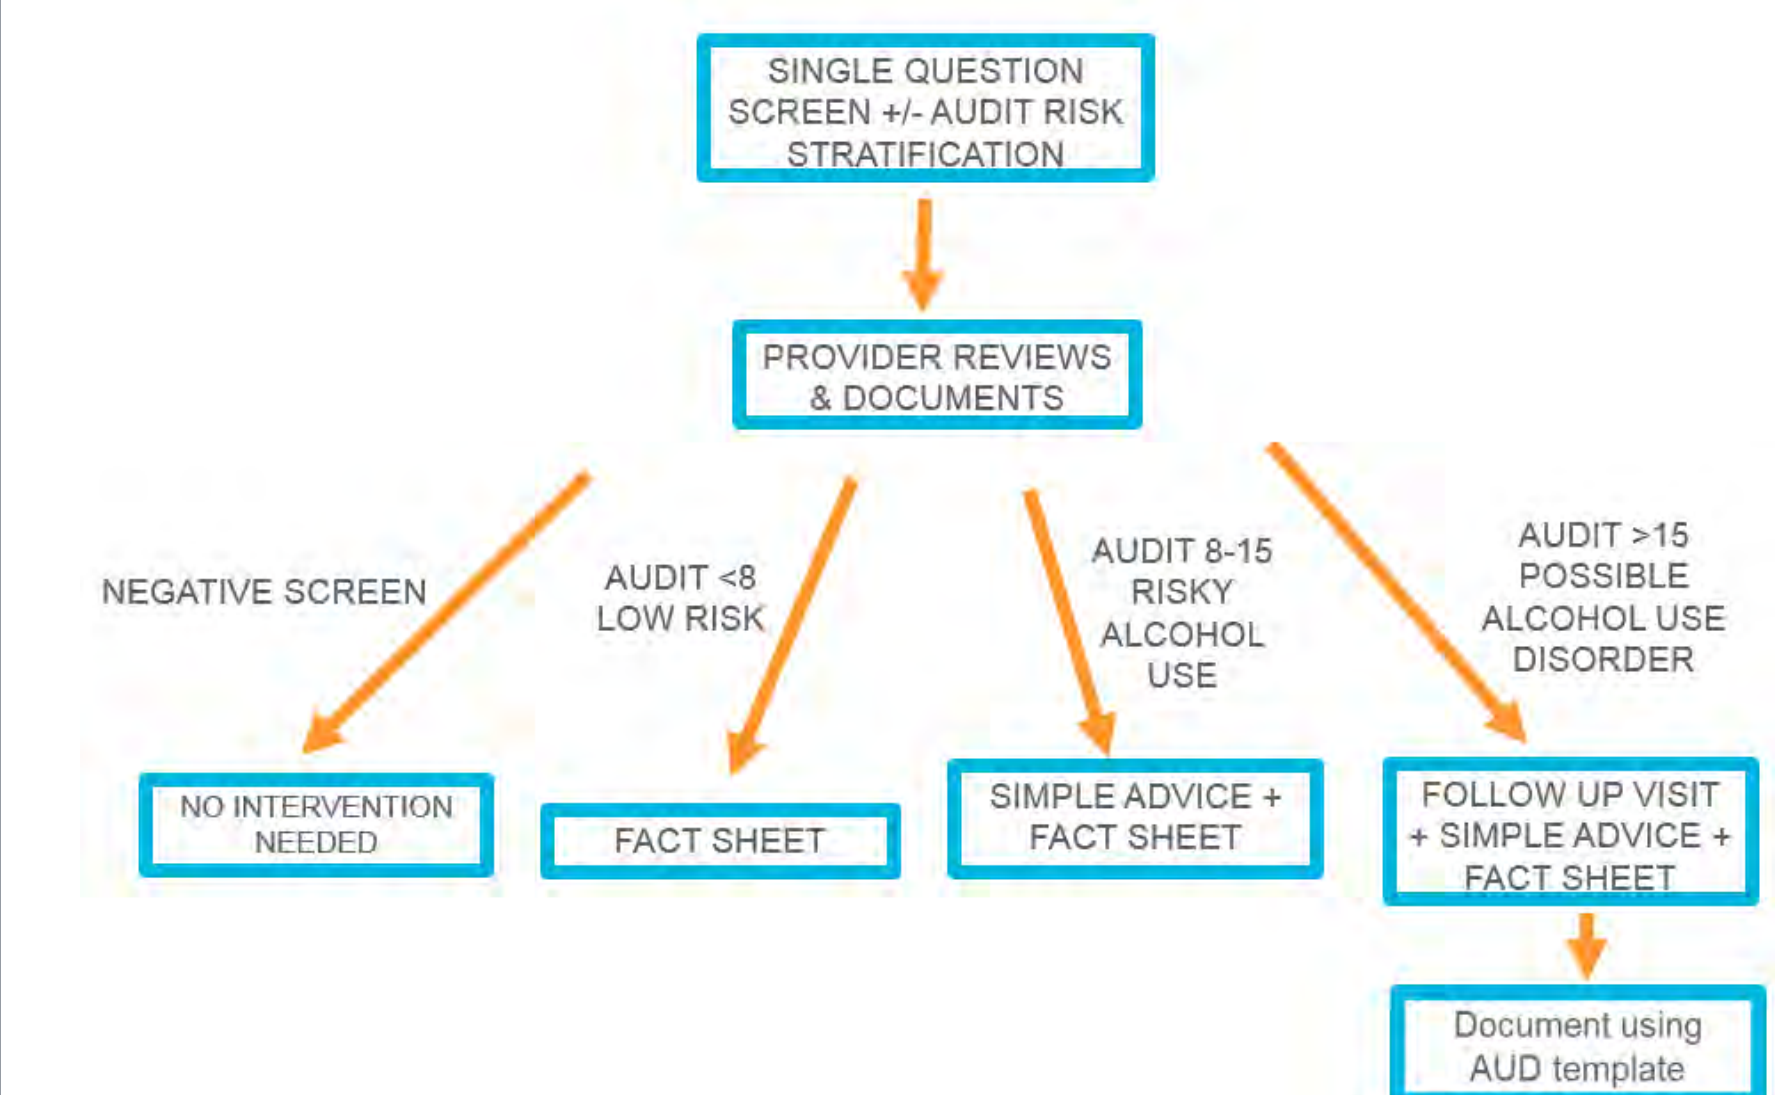 SINGLE QUESTION
SCREEN +/- AUDIT RISK
STRATIFICATION
PROVIDER REVIEWS
& DOCUMENTS
NEGATIVE SCREEN
AUDIT <8
LOW RISK
AUDIT 8-15
RISKY
ALCOHOL
USE
AUDIT >15
POSSIBLE
ALCOHOL USE
DISORDER
NO INTERVENTION
NEEDED
FACT SHEET
SIMPLE ADVICE +
FACT SHEET
FOLLOW UP VISIT
+ SIMPLE ADVICE +
FACT SHEET
Document using
AUD template